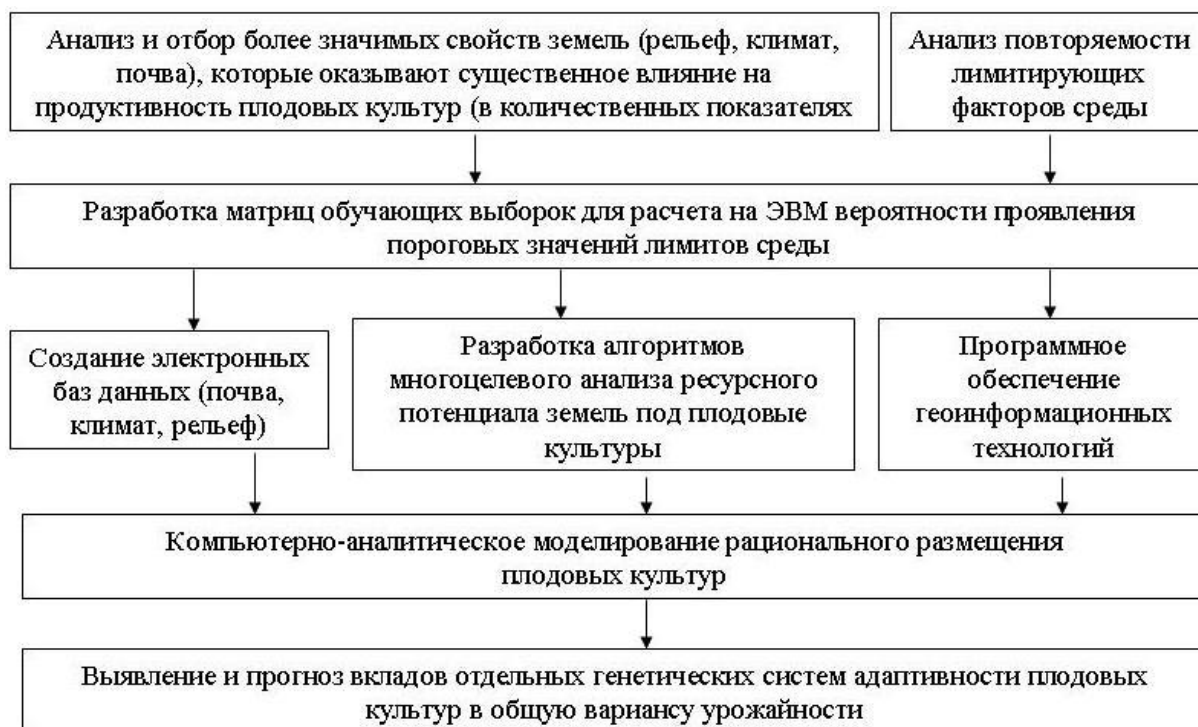 Анализ и отбор более значимых свойств земель (рельеф, климат,
почва), которые оказывают существенное влияние на
продуктивность плодовых культур (в количественных показателях
Анализ повторяемости
лимитирующих
факторов среды
Разработка матриц обучающих выборок для расчета на ЭВМ вероятности проявления
пороговых значений лимитов среды
Создание электронных
баз данных (почва,
климат, рельеф)
Разработка алгоритмов
многоцелевого анализа ресурсного
потенциала земель под плодовые
культуры
Программное
обеспечение
геоинформационных
технологий
Компьютерно-аналитическое моделирование рационального размещения
плодовых культур
Выявление и прогноз вкладов отдельных генетических систем адаптивности плодовых
культур в общую вариансу урожайности